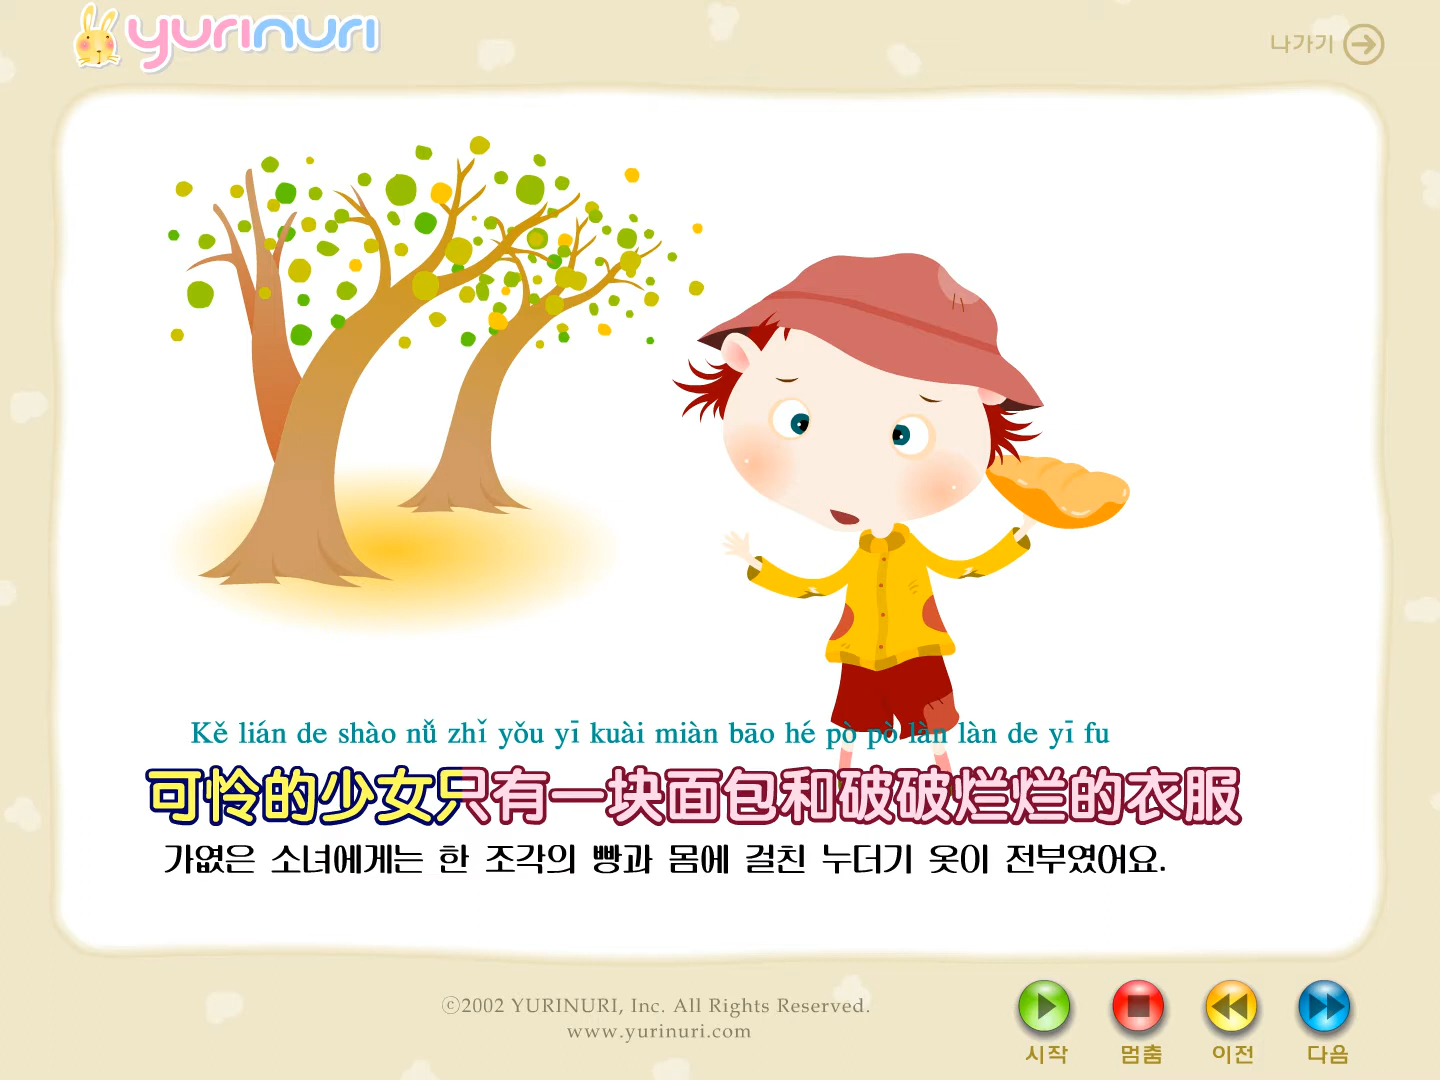 yurinuri
나가기
Kě lián de shào nǚ zhǐ yǒu yī kuài miàn bāo hé pò pò làn làn de yī fu
可怜的少女只有一块面包和破破烂烂的衣服
가엾은 소녀에게는 한 조각의 빵과 몸에 걸친 누더기 옷이 전부였어요.
ⓒ2002 YURINURI, Inc. All Rights Reserved.
www.yurinuri.com
시작 멈춤 이전 다음